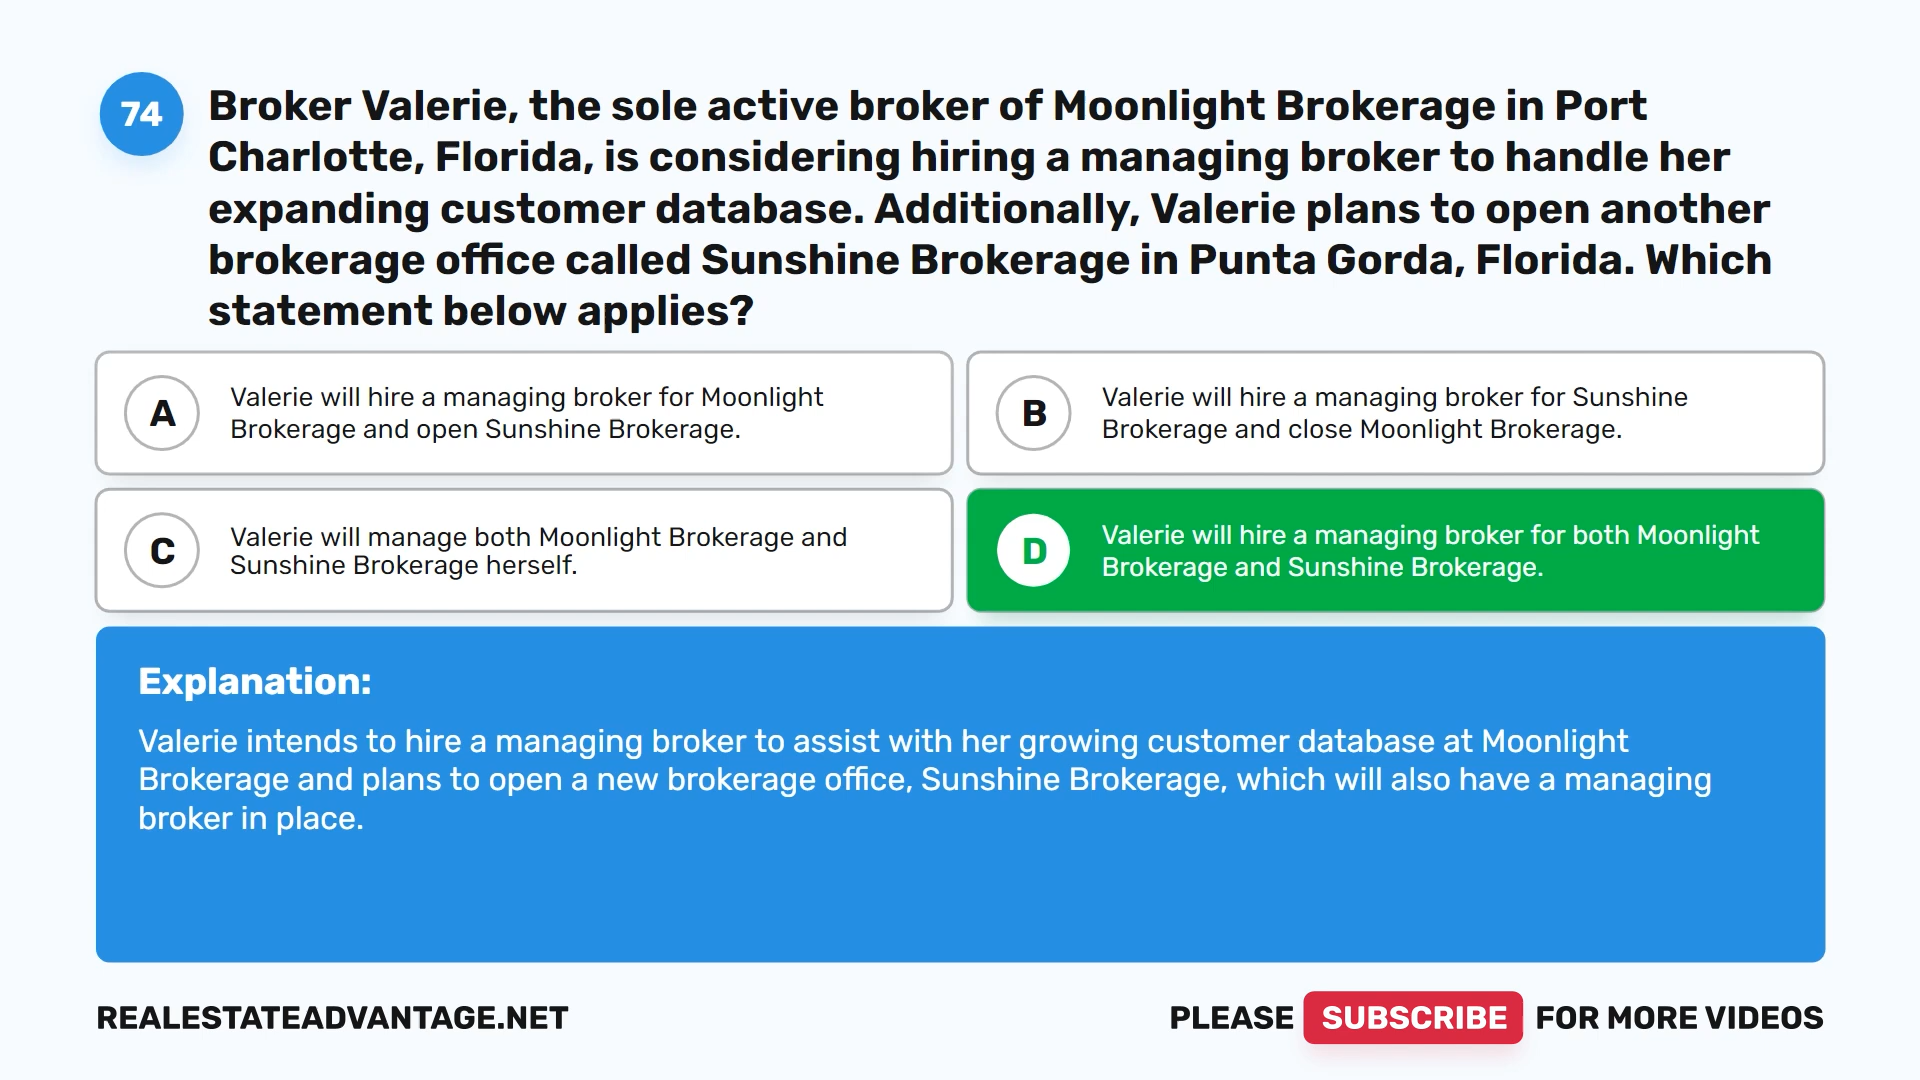 74
Broker Valerie, the sole active broker of Moonlight Brokerage in Port
Charlotte, Florida, is considering hiring a managing broker to handle her
expanding customer database. Additionally, Valerie plans to open another
brokerage office called Sunshine Brokerage in Punta Gorda, Florida. Which
statement below applies?
A
Valerie will hire a managing broker for Moonlight
Brokerage and open Sunshine Brokerage.
B
Valerie will hire a managing broker for Sunshine
Brokerage and close Moonlight Brokerage.
C
Valerie will manage both Moonlight Brokerage and
Sunshine Brokerage herself.
D
Valerie will hire a managing broker for both Moonlight
Brokerage and Sunshine Brokerage.
Explanation:
Valerie intends to hire a managing broker to assist with her growing customer database at Moonlight
Brokerage and plans to open a new brokerage office, Sunshine Brokerage, which will also have a managing
broker in place.
REALESTATEADVANTAGE.NET
PLEASE SUBSCRIBE FOR MORE VIDEOS